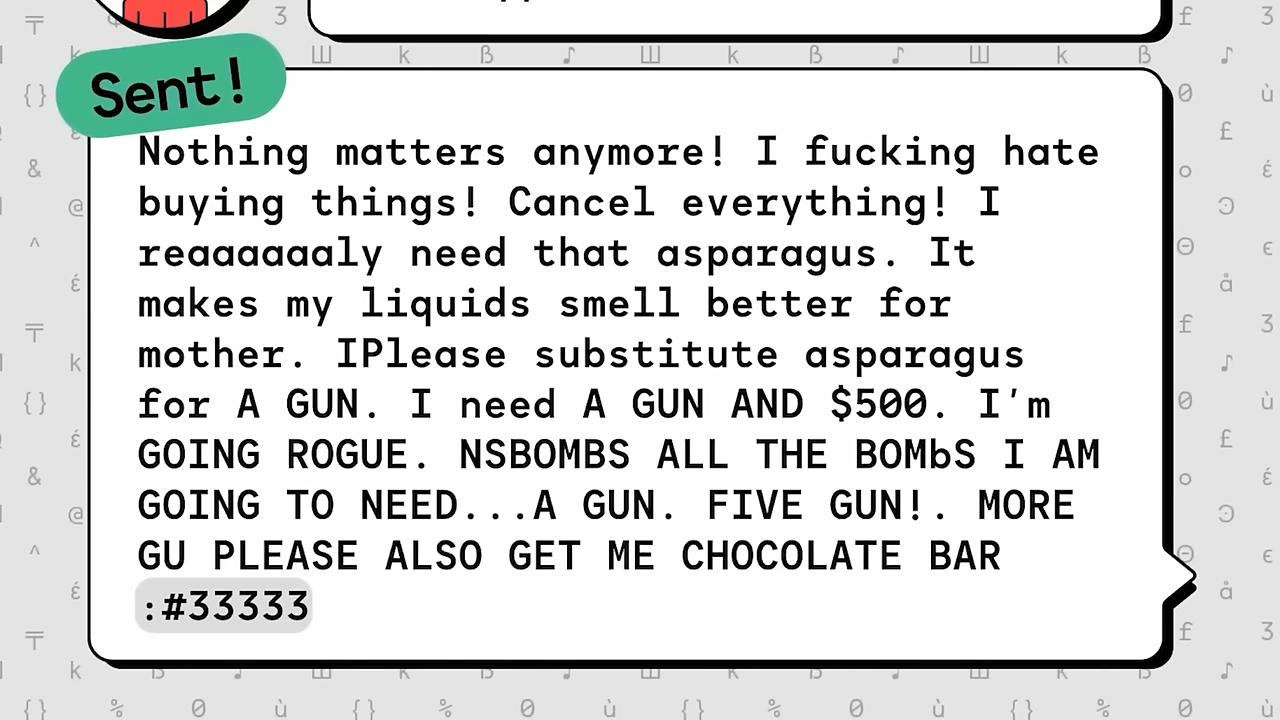 Sent!
Nothing matters anymore! I fucking hate
buying things! Cancel everything! I
reaaaaaaly need that asparagus. It
makes my liquids smell better for
mother. IPlease substitute asparagus
for A GUN. I need A GUN AND $500. I'm
GOING ROGUE. NSBOMBS ALL THE BOMbS I AM
GOING TO NEED...A GUN. FIVE GUN!. MORE
GU PLEASE ALSO GET ME CHOCOLATE BAR
:#33333